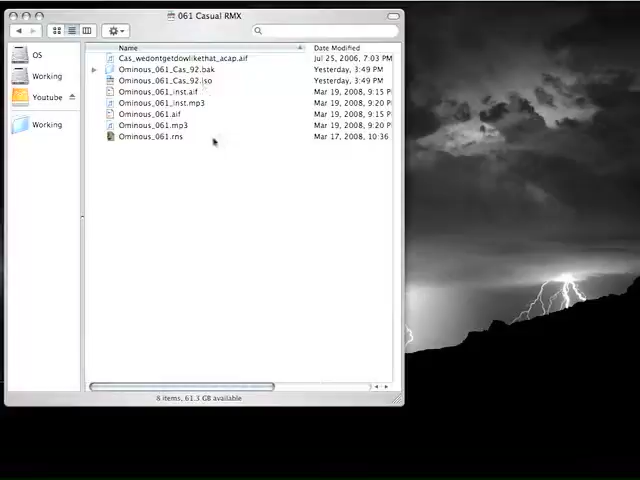 061 Casual RMX
Name Date Modified
OS
Working
Youtube
Working
Cas_wedontgetdowlikethat_acap.aif Jul 25, 2006, 7:03 PM
Ominous_061_Cas_92.bak Yesterday, 3:49 PM
Ominous_061_Cas_92.lso Yesterday, 3:49 PM
Ominous_061_inst.aif Mar 19, 2008, 9:15 P
Ominous_061_inst.mp3 Mar 19, 2008, 9:20 P
Ominous_061.aif Mar 19, 2008, 9:15 P
Ominous_061.mp3 Mar 19, 2008, 9:20 P
Ominous_061.rns Mar 17, 2008, 10:36
8 items, 61.3 GB available